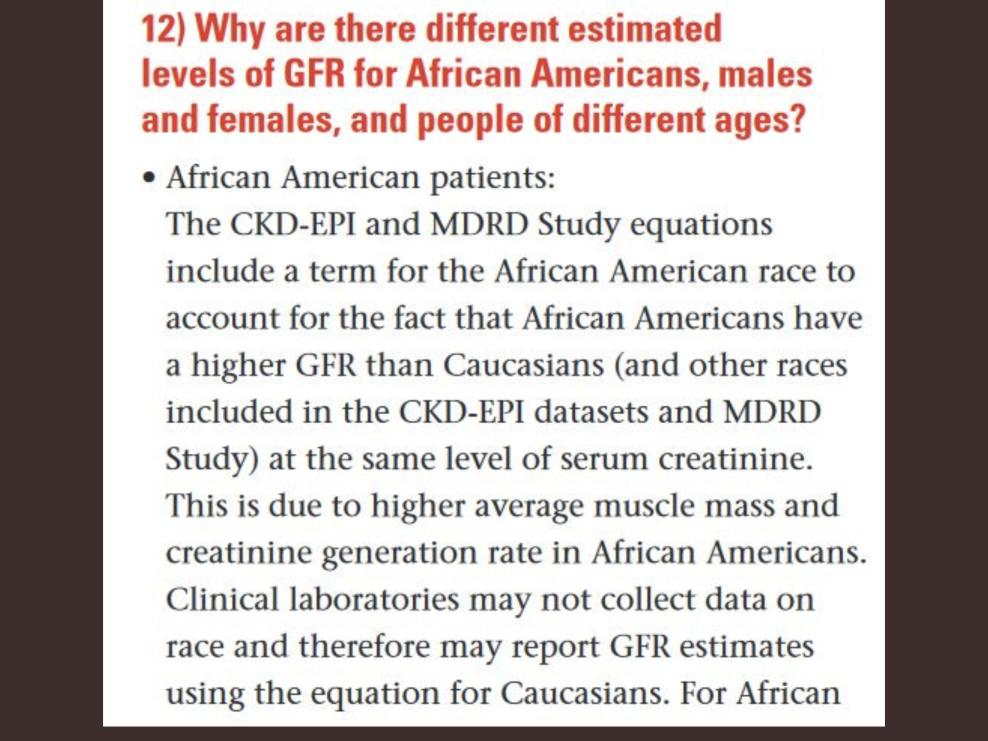 12) Why are there different estimated
levels of GFR for African Americans, males
and females, and people of different ages?
• African American patients:
The CKD-EPI and MDRD Study equations
include a term for the African American race to
account for the fact that African Americans have
a higher GFR than Caucasians (and other races
included in the CKD-EPI datasets and MDRD
Study) at the same level of serum creatinine.
This is due to higher average muscle mass and
creatinine generation rate in African Americans.
Clinical laboratories may not collect data on
race and therefore may report GFR estimates
using the equation for Caucasians. For African